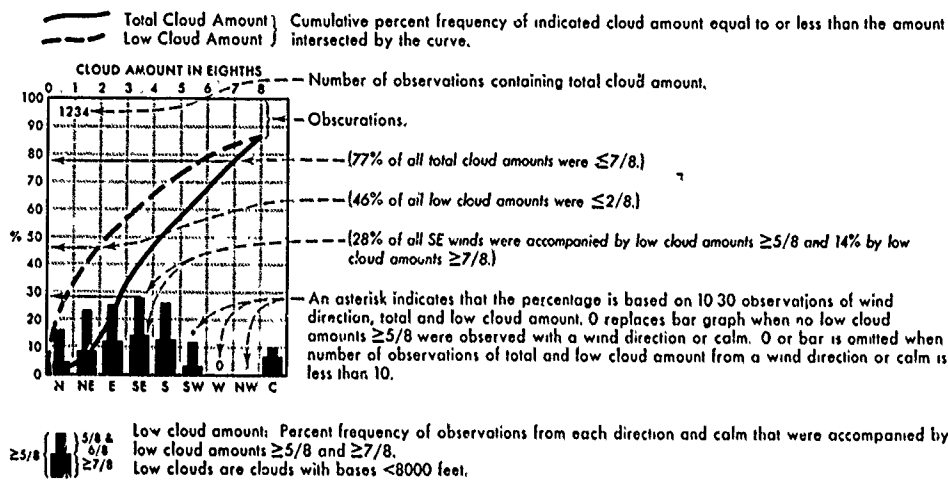 Total Cloud Amount } Cumulative percent frequency of indicated cloud amount equal to or less than the amount
Low Cloud Amount } intersected by the curve.
CLOUD AMOUNT IN EIGHTHS
0 1 2 3 4 5 6 7 8
Number of observations containing total cloud amount.
100
1234
90
Obscurations.
80
(77% of all total cloud amounts were ≤7/8.)
70
60
(46% of all low cloud amounts were ≤2/8.)
50
%
40
(28% of all SE winds were accompanied by low cloud amounts ≥5/8 and 14% by low
cloud amounts ≥7/8.)
30
An asterisk indicates that the percentage is based on 10 30 observations of wind
direction, total and low cloud amount. 0 replaces bar graph when no low cloud
20
amounts ≥5/8 were observed with a wind direction or calm. 0 or bar is omitted when
*
10
number of observations of total and low cloud amount from a wind direction or calm is
0
less than 10.
0
N NE E SE S SW W NW C
≥5/8 { 5/8 & 6/8 ≥7/8
Low cloud amount: Percent frequency of observations from each direction and calm that were accompanied by
low cloud amounts ≥5/8 and ≥7/8.
Low clouds are clouds with bases <8000 feet.